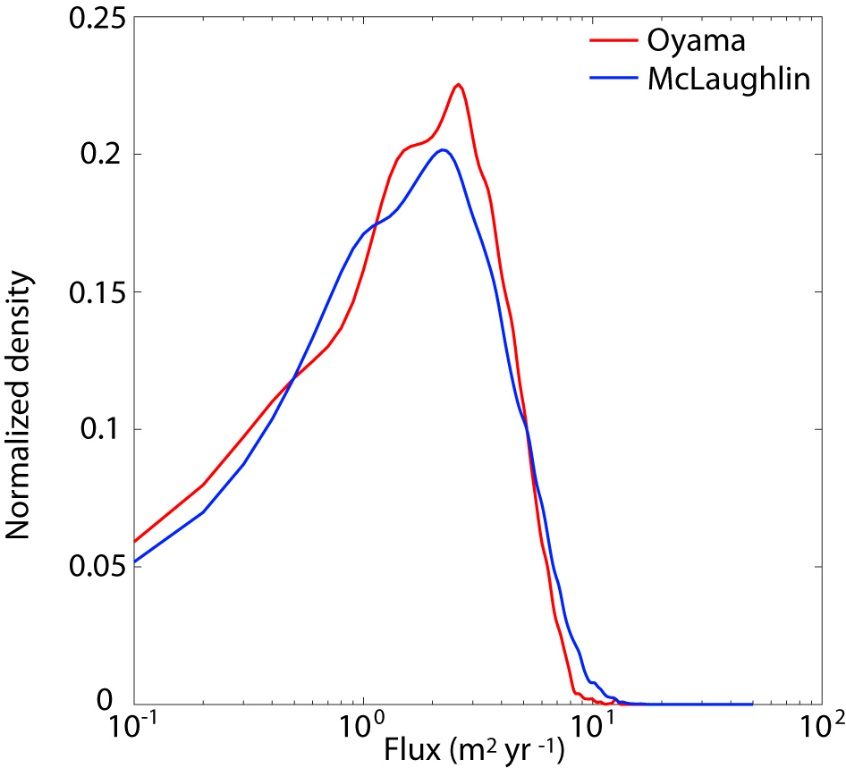 0.25
Oyama
McLaughlin
0.2
0.15
Normalized density
0.1
0.05
0
10⁻¹ 10⁰ 10¹ 10²
Flux (m² yr ⁻¹)